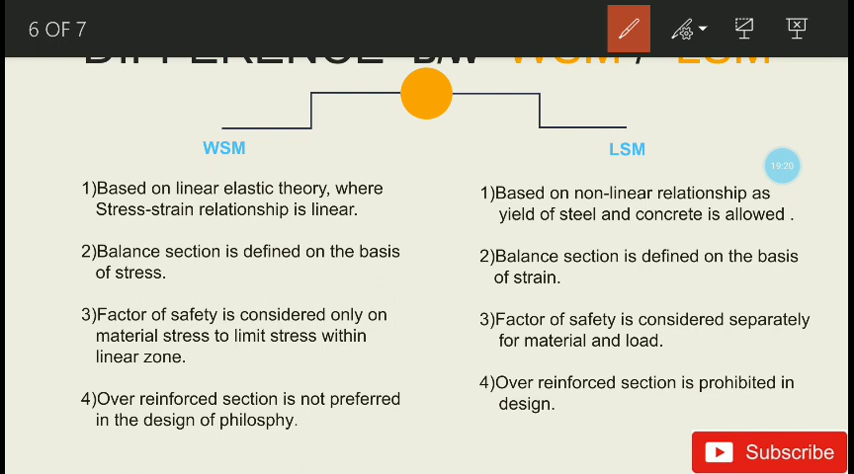 6 OF 7
DIFFERENCE B/W WSM / LSM
WSM
1)Based on linear elastic theory, where
Stress-strain relationship is linear.
2)Balance section is defined on the basis
of stress.
3)Factor of safety is considered only on
material stress to limit stress within
linear zone.
4)Over reinforced section is not preferred
in the design of philosphy.
LSM
19:20
1)Based on non-linear relationship as
yield of steel and concrete is allowed .
2)Balance section is defined on the basis
of strain.
3)Factor of safety is considered separately
for material and load.
4)Over reinforced section is prohibited in
design.
Subscribe